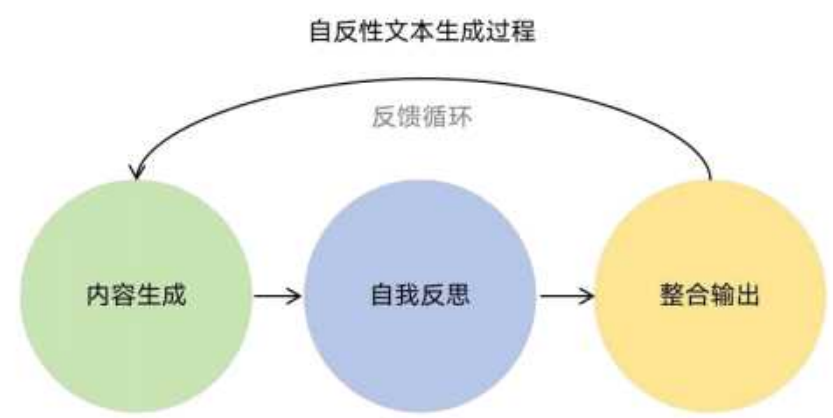 自反性文本生成过程
反馈循环
内容生成
自我反思
整合输出